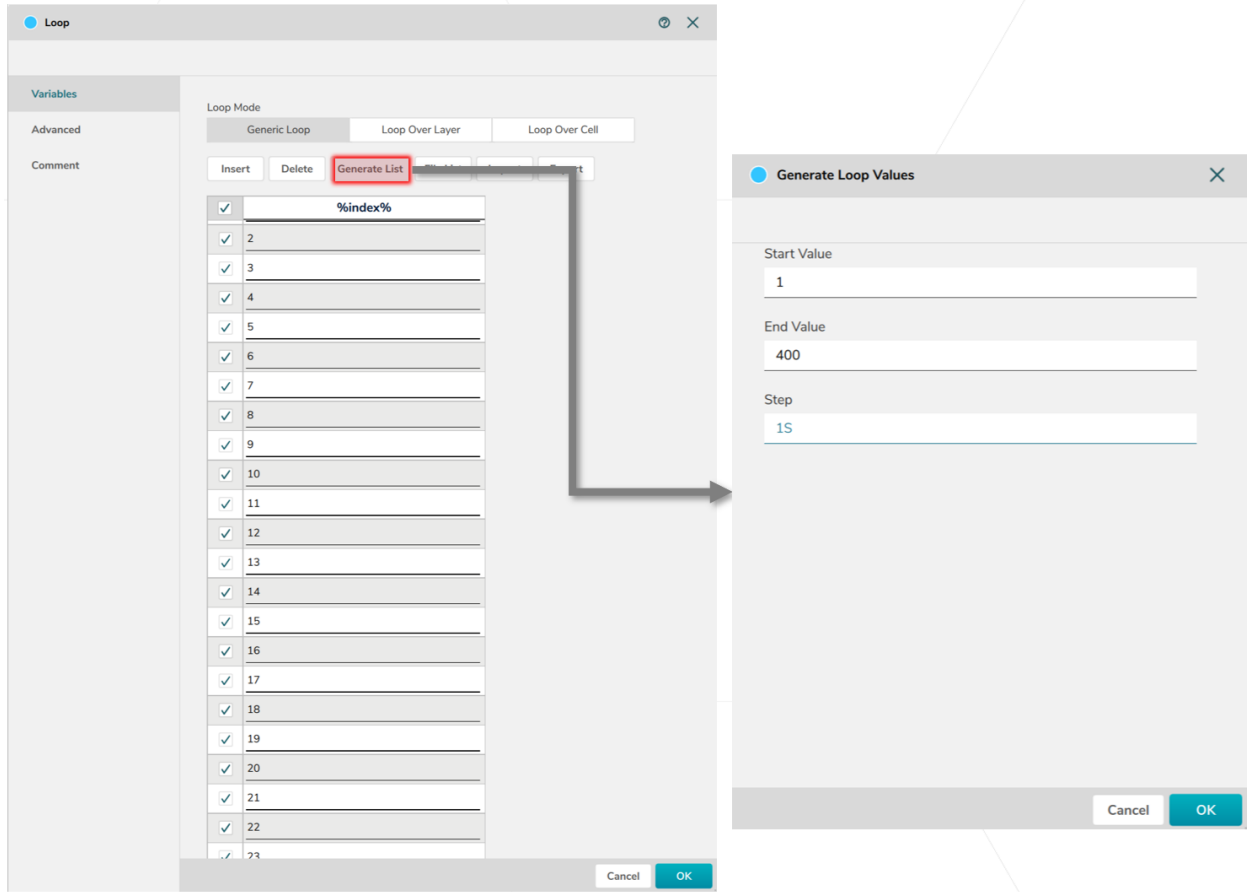 Loop
Variables
Advanced
Comment
Loop Mode
Generic Loop Loop Over Layer Loop Over Cell
Insert Delete Generate List
%index%
2
3
4
5
6
7
8
9
10
11
12
13
14
15
16
17
18
19
20
21
22
23
Cancel OK
Generate Loop Values
Start Value
1
End Value
400
Step
1S
Cancel OK